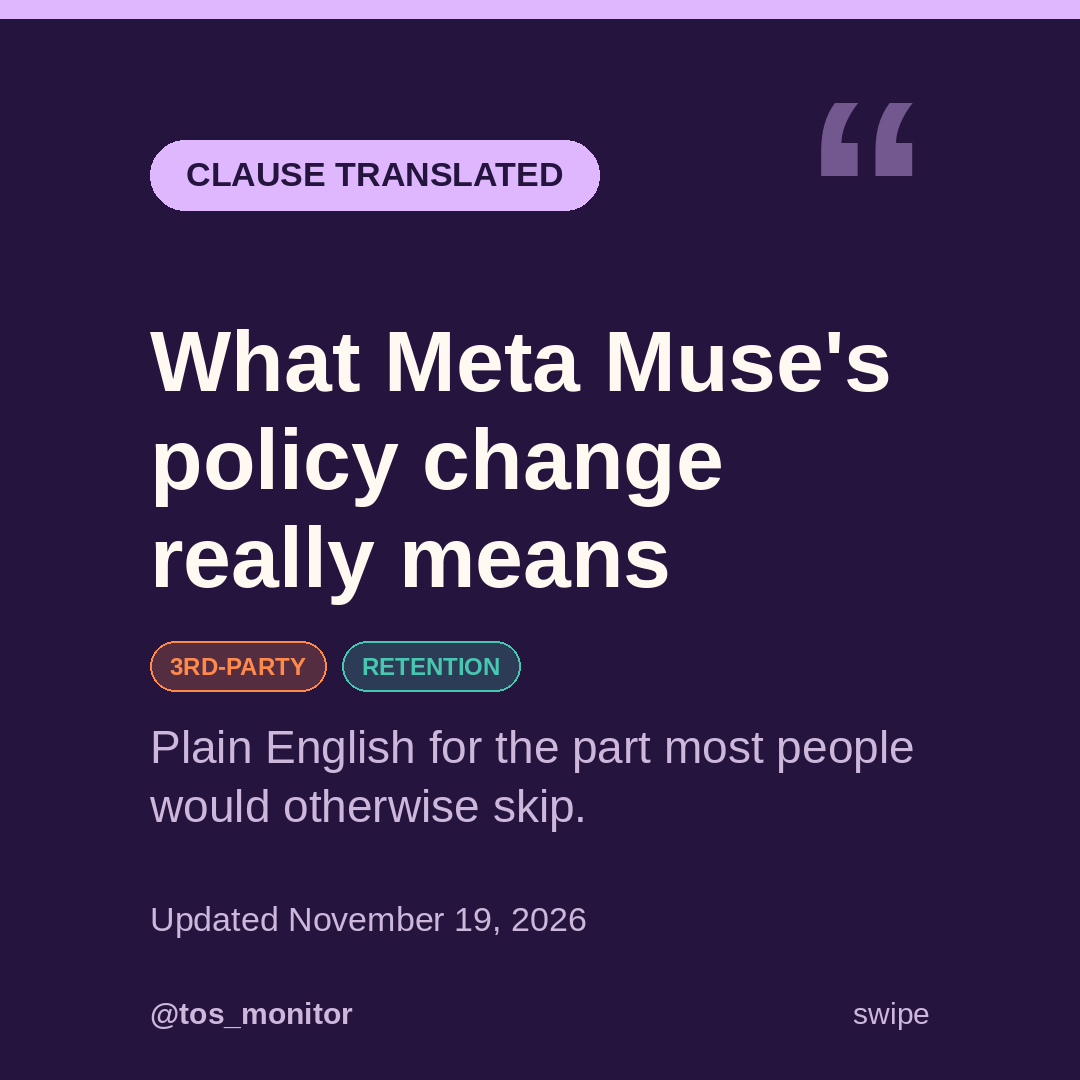 CLAUSE TRANSLATED
“
What Meta Muse's
policy change
really means
3RD-PARTY RETENTION
Plain English for the part most people
would otherwise skip.
Updated November 19, 2026
@tos_monitor swipe